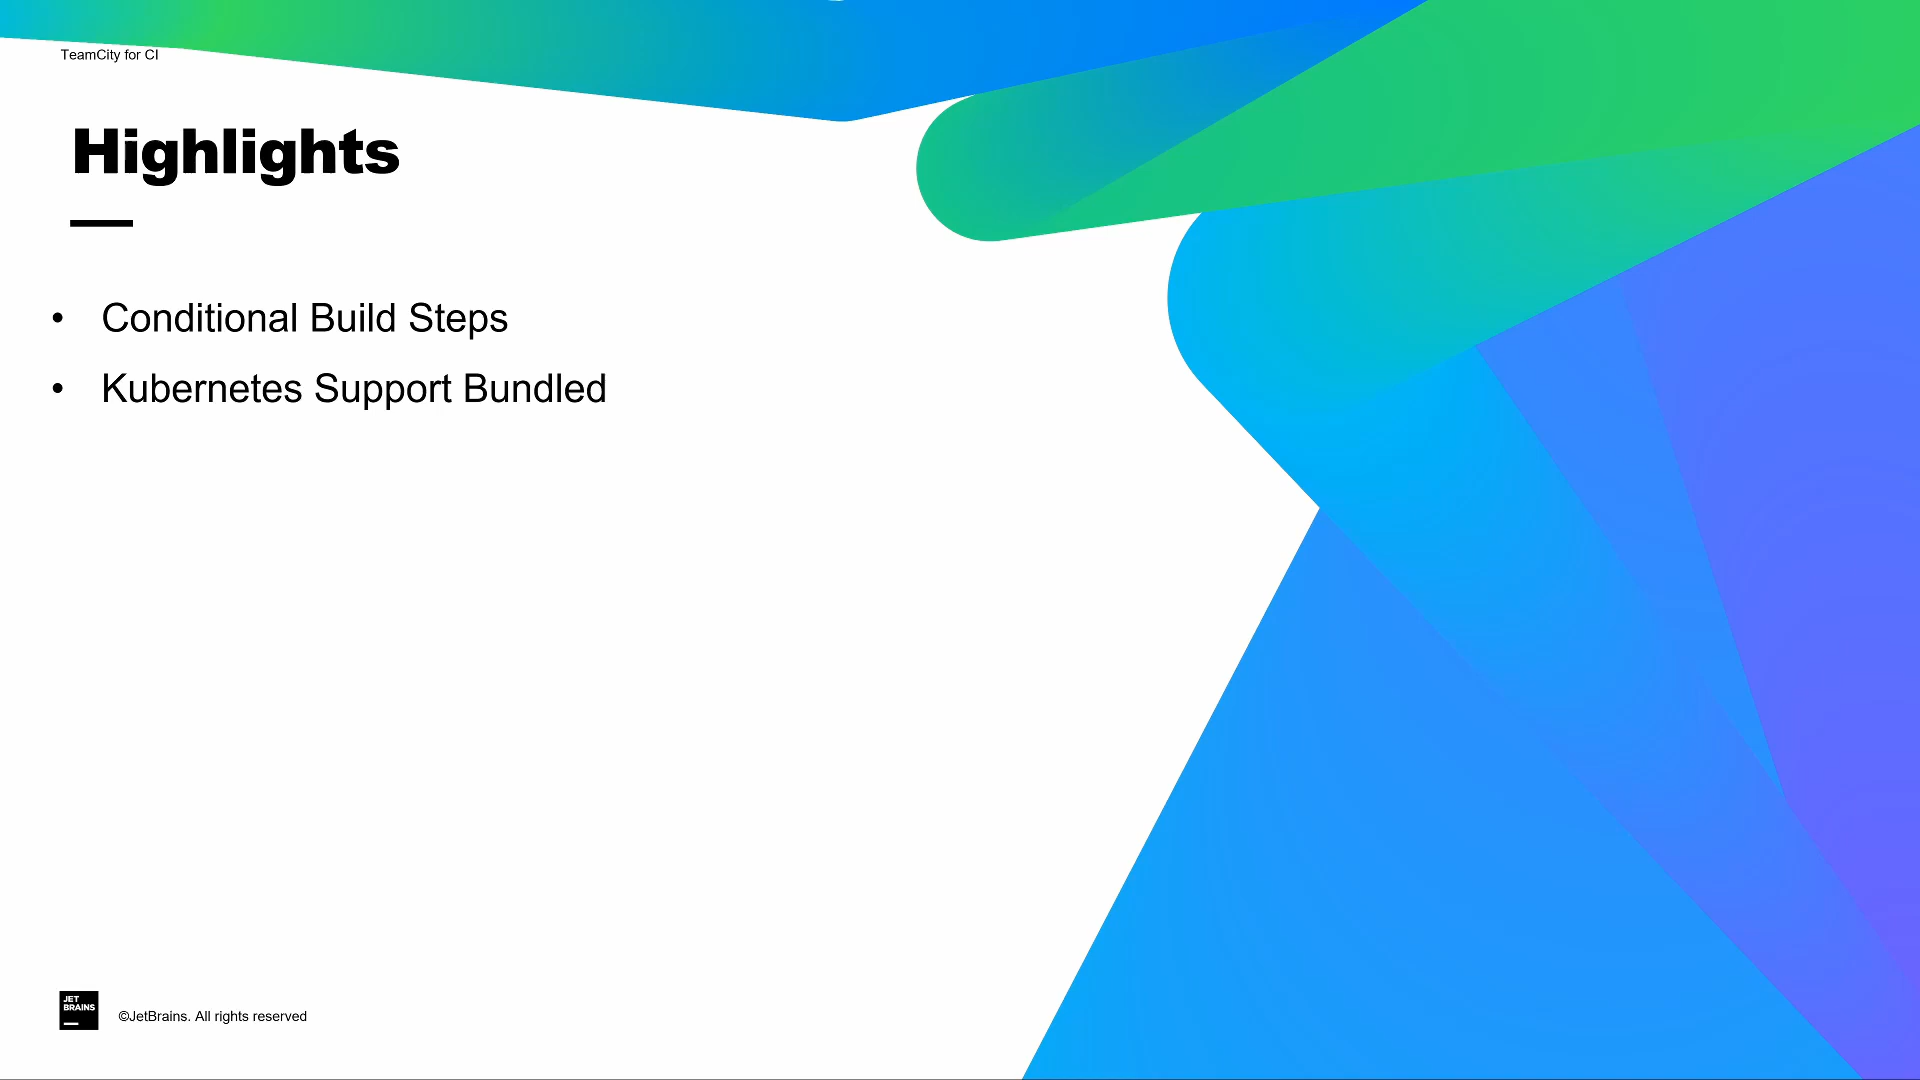 TeamCity for CI
Highlights
• Conditional Build Steps
• Kubernetes Support Bundled
JET
BRAINS
©JetBrains. All rights reserved